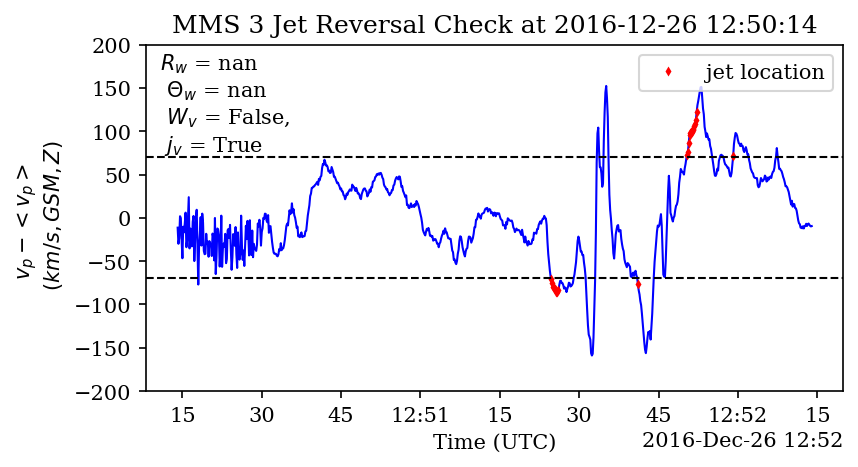 MMS 3 Jet Reversal Check at 2016-12-26 12:50:14
R_w = nan
Θ_w = nan
W_v = False,
j_v = True
jet location
v_p − < v_p >
(km/s, GSM, Z)
200
150
100
50
0
−50
−100
−150
−200
15 30 45 12:51 15 30 45 12:52 15
Time (UTC)
2016-Dec-26 12:52